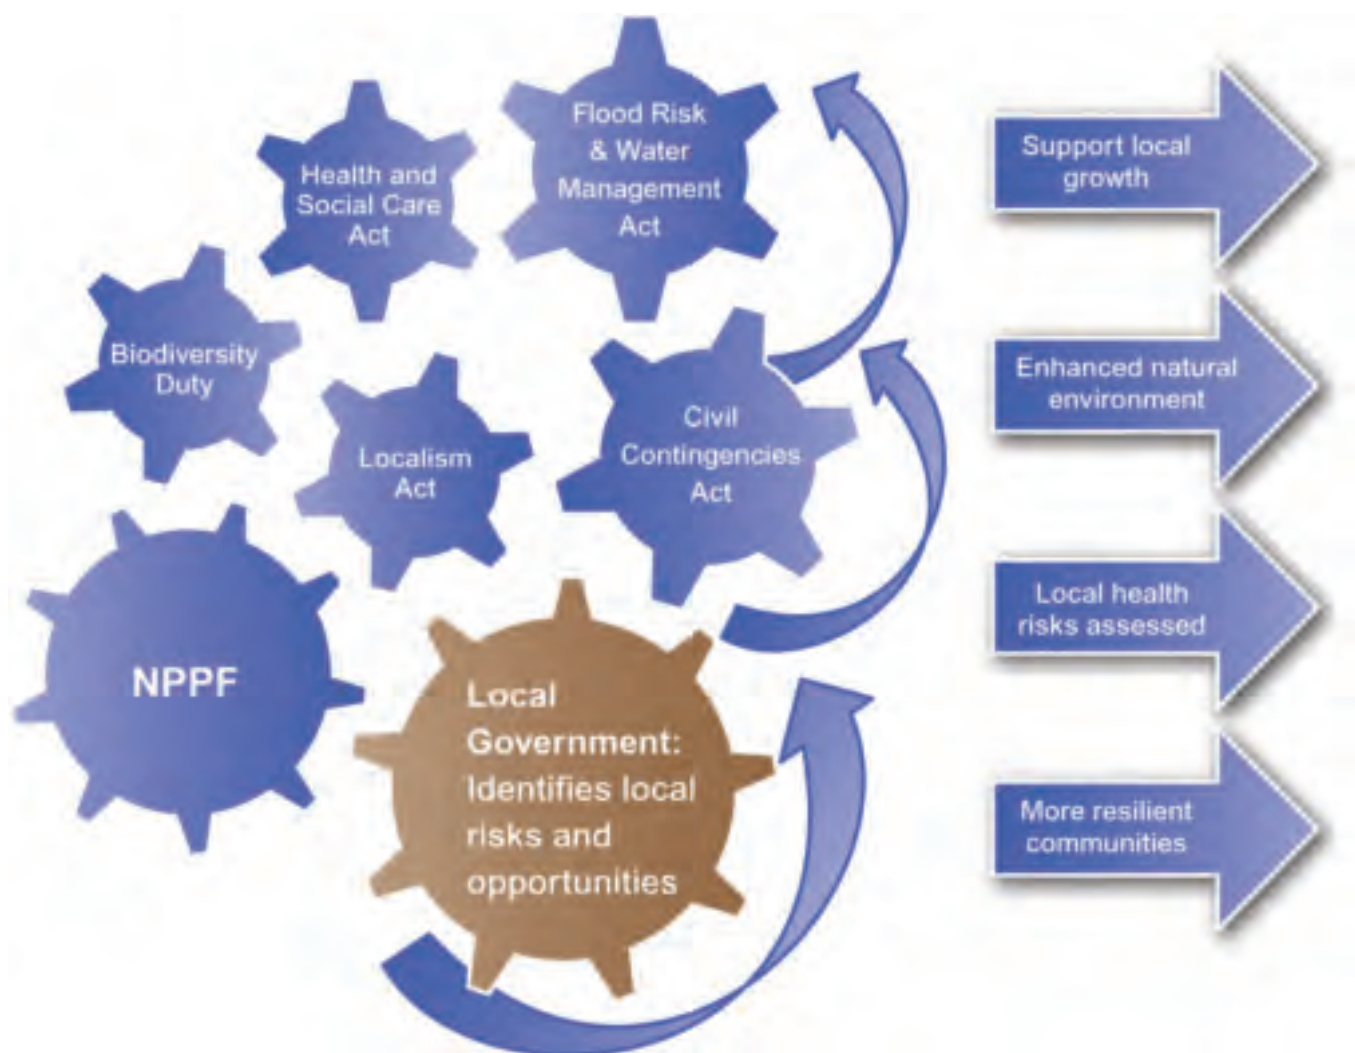 Flood Risk
& Water
Management
Act
Health and
Social Care
Act
Biodiversity
Duty
Localism
Act
Civil
Contingencies
Act
NPPF
Local
Government:
Identifies local
risks and
opportunities
Support local
growth
Enhanced natural
environment
Local health
risks assessed
More resilient
communities